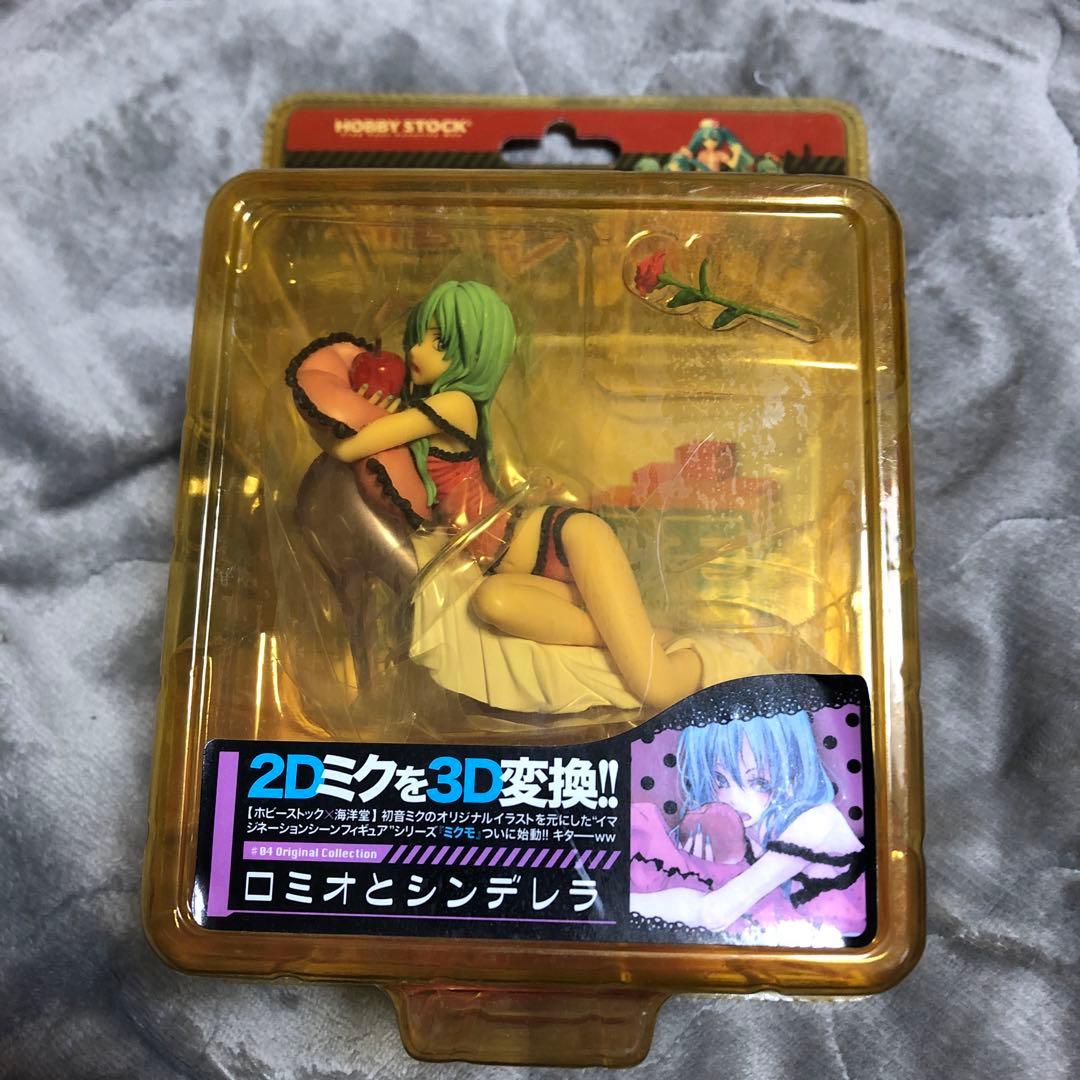 HOBBY STOCK
2Dミクを3D変換!!
【ホビーストック×海洋堂】初音ミクのオリジナルイラストを元にした"イマ
ジネーションシーンフィギュア"シリーズ『ミクモ』ついに始動!! キター━ww
#04 Original Collection
ロミオとシンデレラ